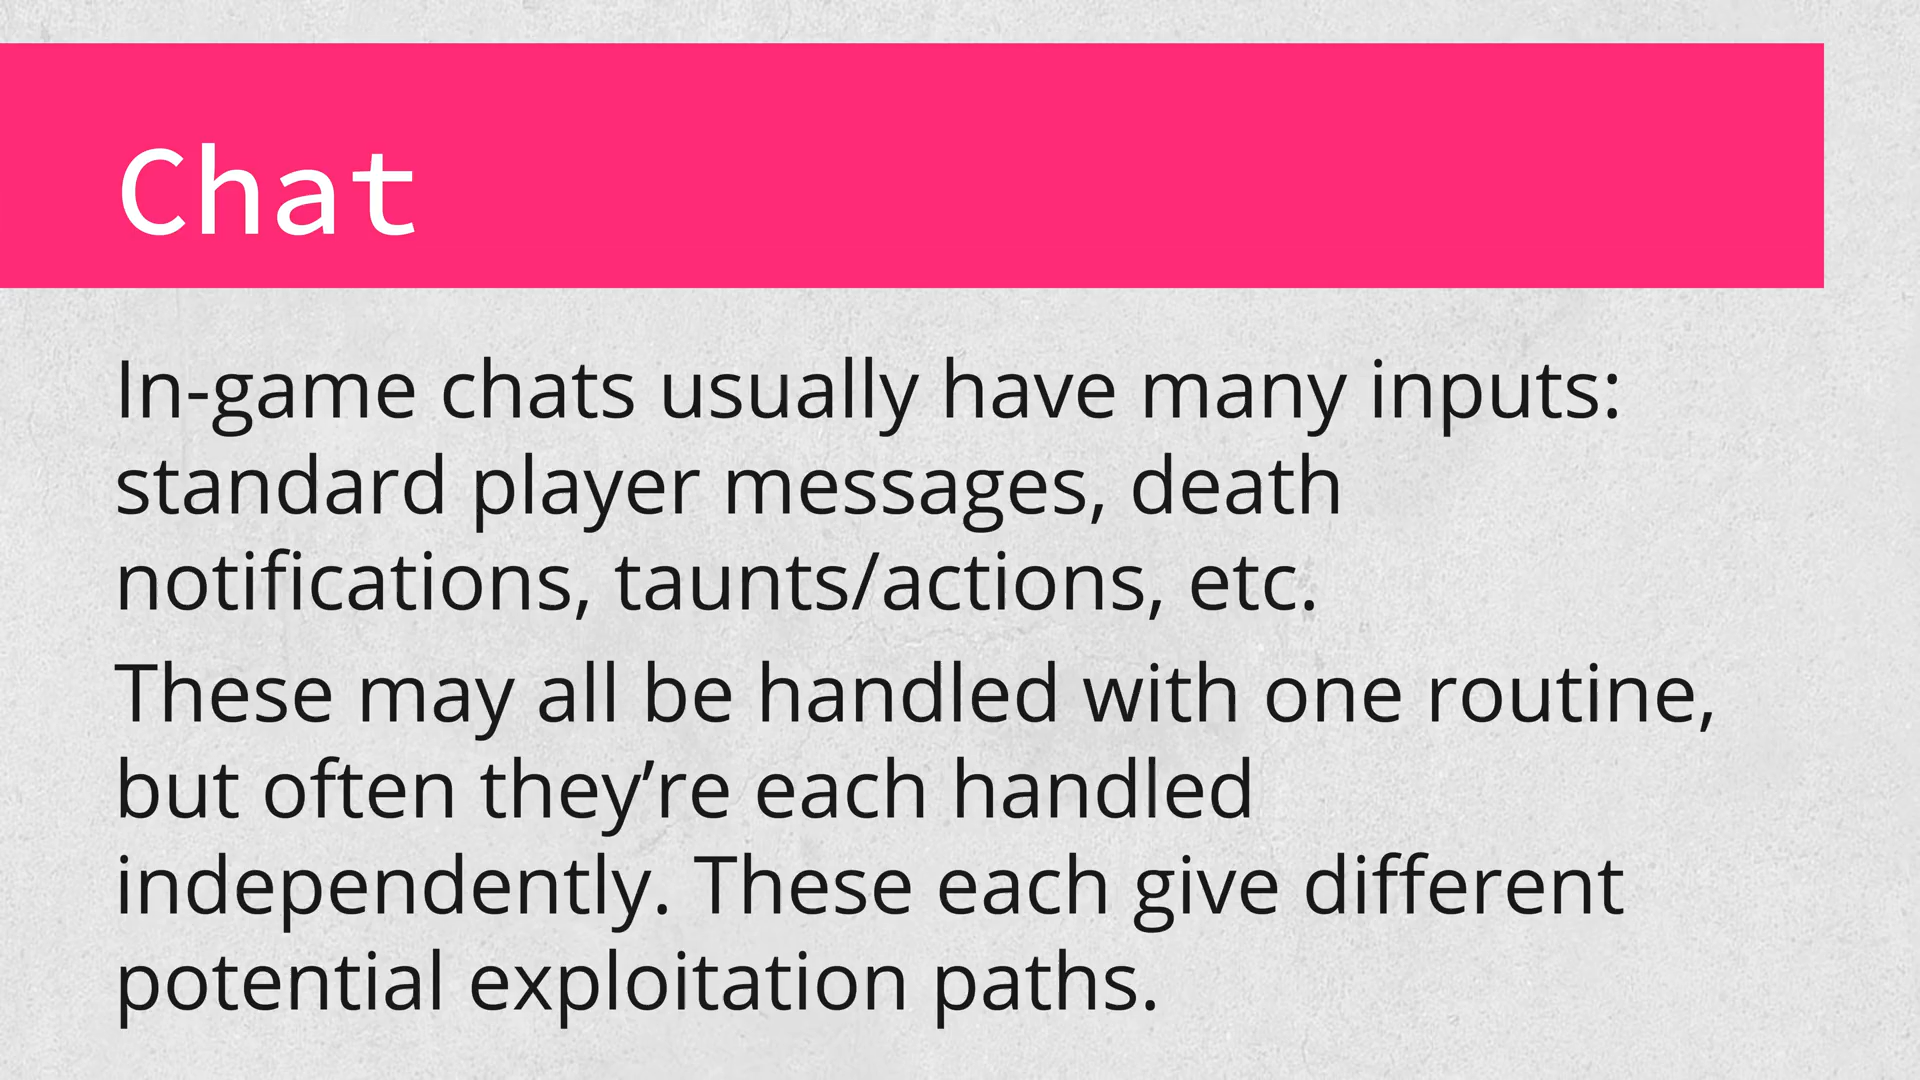 Chat
In-game chats usually have many inputs:
standard player messages, death
notifications, taunts/actions, etc.
These may all be handled with one routine,
but often they’re each handled
independently. These each give different
potential exploitation paths.